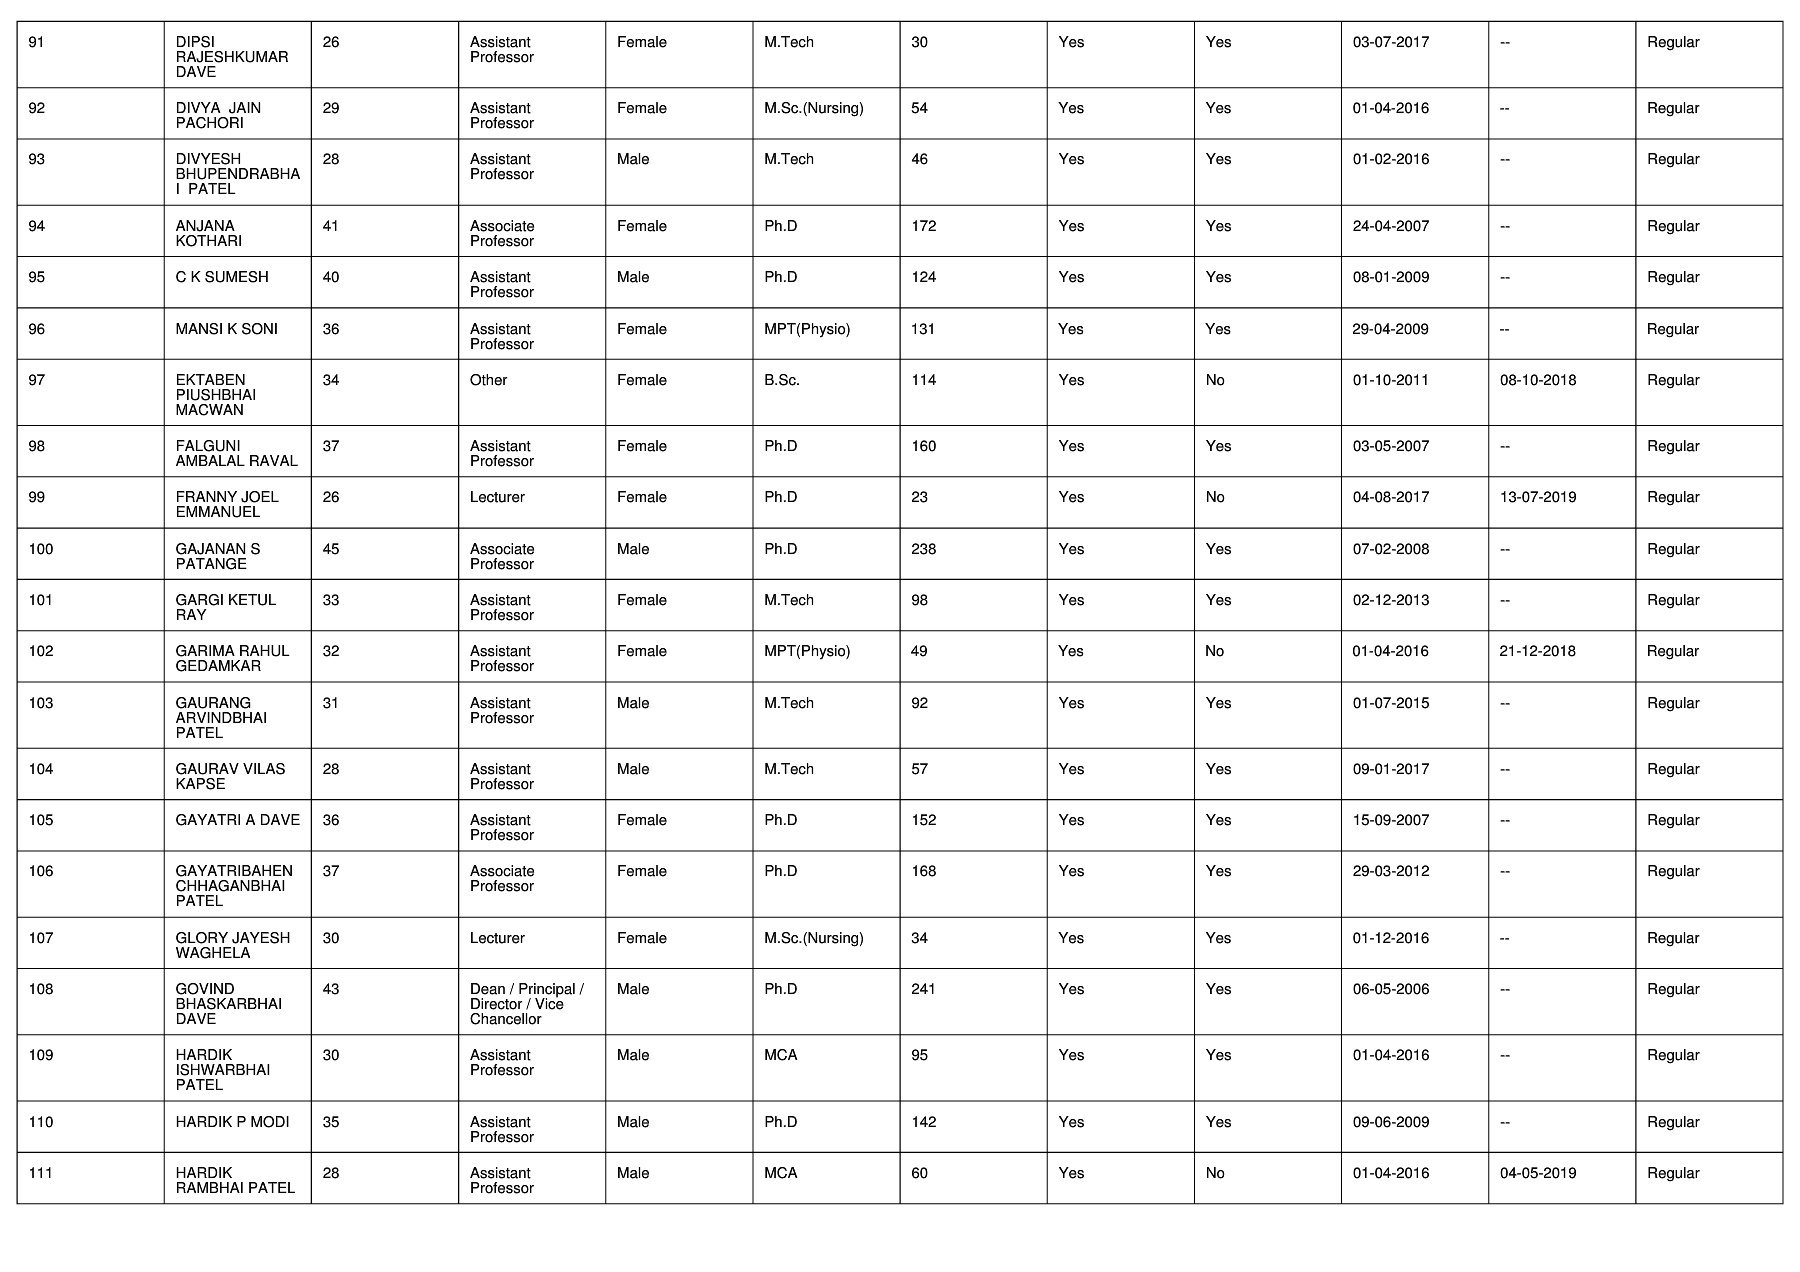 91 DIPSI RAJESHKUMAR DAVE 26 Assistant Professor Female M.Tech 30 Yes Yes 03-07-2017 -- Regular
92 DIVYA  JAIN PACHORI 29 Assistant Professor Female M.Sc.(Nursing) 54 Yes Yes 01-04-2016 -- Regular
93 DIVYESH BHUPENDRABHA I  PATEL 28 Assistant Professor Male M.Tech 46 Yes Yes 01-02-2016 -- Regular
94 ANJANA KOTHARI 41 Associate Professor Female Ph.D 172 Yes Yes 24-04-2007 -- Regular
95 C K SUMESH 40 Assistant Professor Male Ph.D 124 Yes Yes 08-01-2009 -- Regular
96 MANSI K SONI 36 Assistant Professor Female MPT(Physio) 131 Yes Yes 29-04-2009 -- Regular
97 EKTABEN PIUSHBHAI MACWAN 34 Other Female B.Sc. 114 Yes No 01-10-2011 08-10-2018 Regular
98 FALGUNI AMBALAL RAVAL 37 Assistant Professor Female Ph.D 160 Yes Yes 03-05-2007 -- Regular
99 FRANNY JOEL EMMANUEL 26 Lecturer Female Ph.D 23 Yes No 04-08-2017 13-07-2019 Regular
100 GAJANAN S PATANGE 45 Associate Professor Male Ph.D 238 Yes Yes 07-02-2008 -- Regular
101 GARGI KETUL RAY 33 Assistant Professor Female M.Tech 98 Yes Yes 02-12-2013 -- Regular
102 GARIMA RAHUL GEDAMKAR 32 Assistant Professor Female MPT(Physio) 49 Yes No 01-04-2016 21-12-2018 Regular
103 GAURANG ARVINDBHAI PATEL 31 Assistant Professor Male M.Tech 92 Yes Yes 01-07-2015 -- Regular
104 GAURAV VILAS KAPSE 28 Assistant Professor Male M.Tech 57 Yes Yes 09-01-2017 -- Regular
105 GAYATRI A DAVE 36 Assistant Professor Female Ph.D 152 Yes Yes 15-09-2007 -- Regular
106 GAYATRIBAHEN CHHAGANBHAI PATEL 37 Associate Professor Female Ph.D 168 Yes Yes 29-03-2012 -- Regular
107 GLORY JAYESH WAGHELA 30 Lecturer Female M.Sc.(Nursing) 34 Yes Yes 01-12-2016 -- Regular
108 GOVIND BHASKARBHAI DAVE 43 Dean / Principal / Director / Vice Chancellor Male Ph.D 241 Yes Yes 06-05-2006 -- Regular
109 HARDIK ISHWARBHAI PATEL 30 Assistant Professor Male MCA 95 Yes Yes 01-04-2016 -- Regular
110 HARDIK P MODI 35 Assistant Professor Male Ph.D 142 Yes Yes 09-06-2009 -- Regular
111 HARDIK RAMBHAI PATEL 28 Assistant Professor Male MCA 60 Yes No 01-04-2016 04-05-2019 Regular